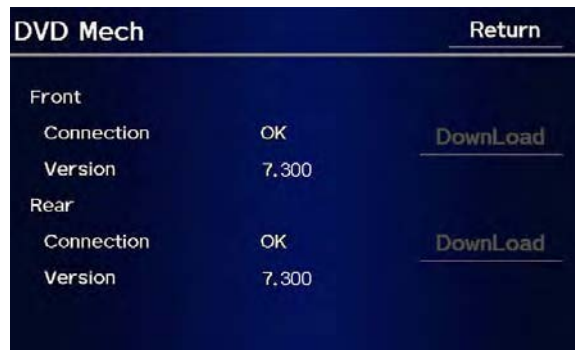 DVD Mech Return
Front
Connection OK DownLoad
Version 7.300
Rear
Connection OK DownLoad
Version 7.300